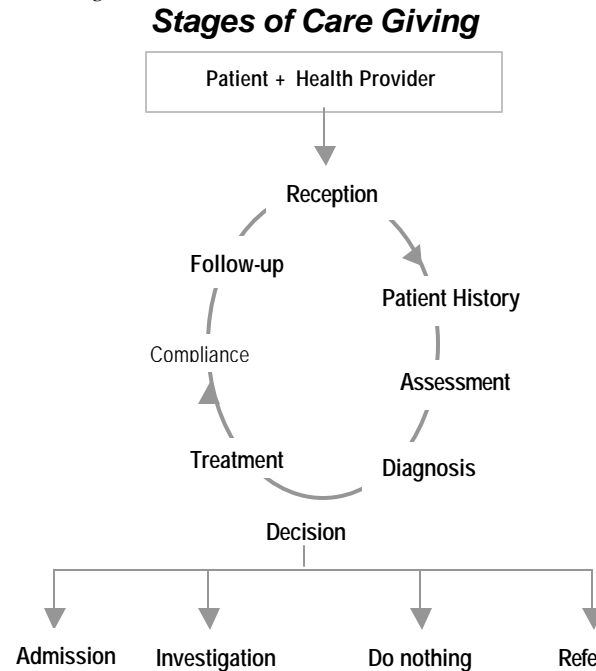 Stages of Care Giving
Patient + Health Provider
Reception
Follow-up
Patient History
Compliance
Assessment
Treatment
Diagnosis
Decision
Admission Investigation Do nothing Refe